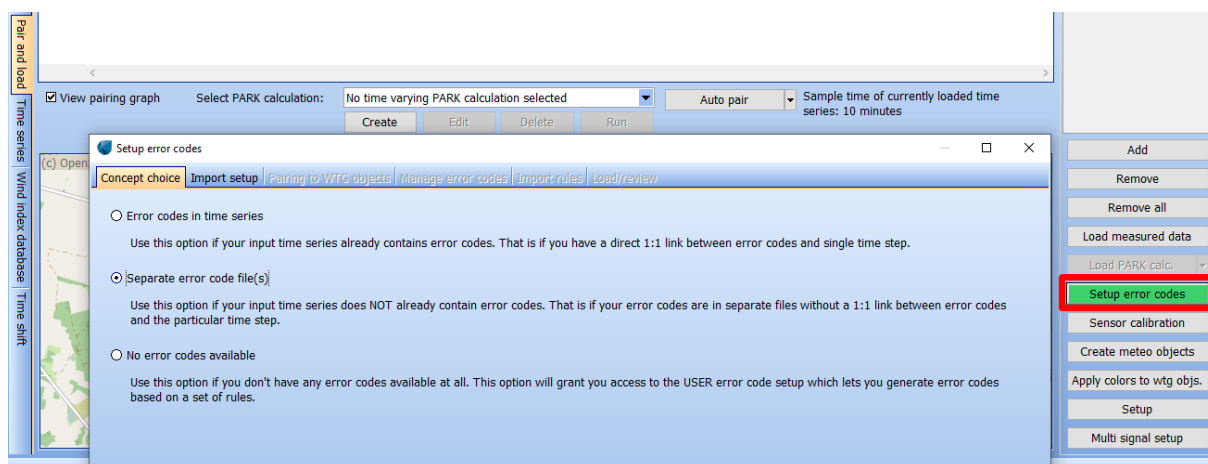 Pair and load
Time series
Wind index database
Time shift
View pairing graph
Select PARK calculation:
No time varying PARK calculation selected
Auto pair
Sample time of currently loaded time
series: 10 minutes
Create
Edit
Delete
Run
(c) Open
Setup error codes
Concept choice
Import setup
Pairing to WTG objects
Manage error codes
Import rules
Load/review
Error codes in time series
Use this option if your input time series already contains error codes. That is if you have a direct 1:1 link between error codes and single time step.
Separate error code file(s)
Use this option if your input time series does NOT already contain error codes. That is if your error codes are in separate files without a 1:1 link between error codes
and the particular time step.
No error codes available
Use this option if you don't have any error codes available at all. This option will grant you access to the USER error code setup which lets you generate error codes
based on a set of rules.
Add
Remove
Remove all
Load measured data
Load PARK calc.
Setup error codes
Sensor calibration
Create meteo objects
Apply colors to wtg objs.
Setup
Multi signal setup